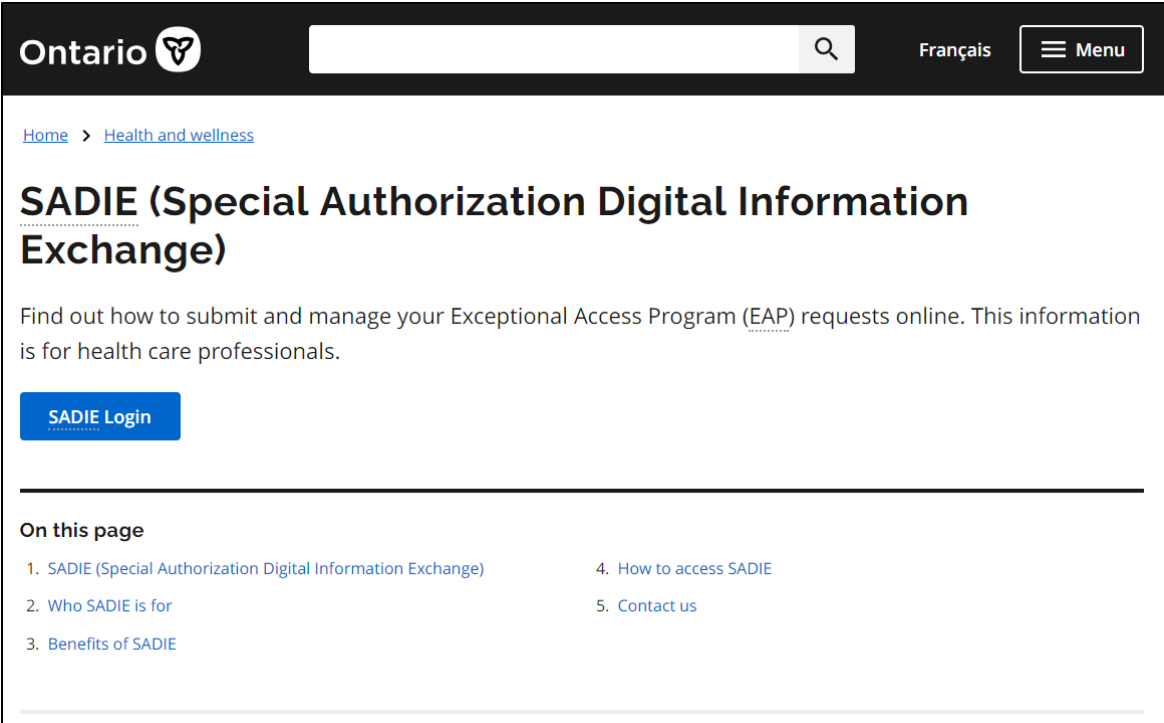 Ontario
Français
Menu
Home > Health and wellness
SADIE (Special Authorization Digital Information
Exchange)
Find out how to submit and manage your Exceptional Access Program (EAP) requests online. This information
is for health care professionals.
SADIE Login
On this page
1. SADIE (Special Authorization Digital Information Exchange)
2. Who SADIE is for
3. Benefits of SADIE
4. How to access SADIE
5. Contact us